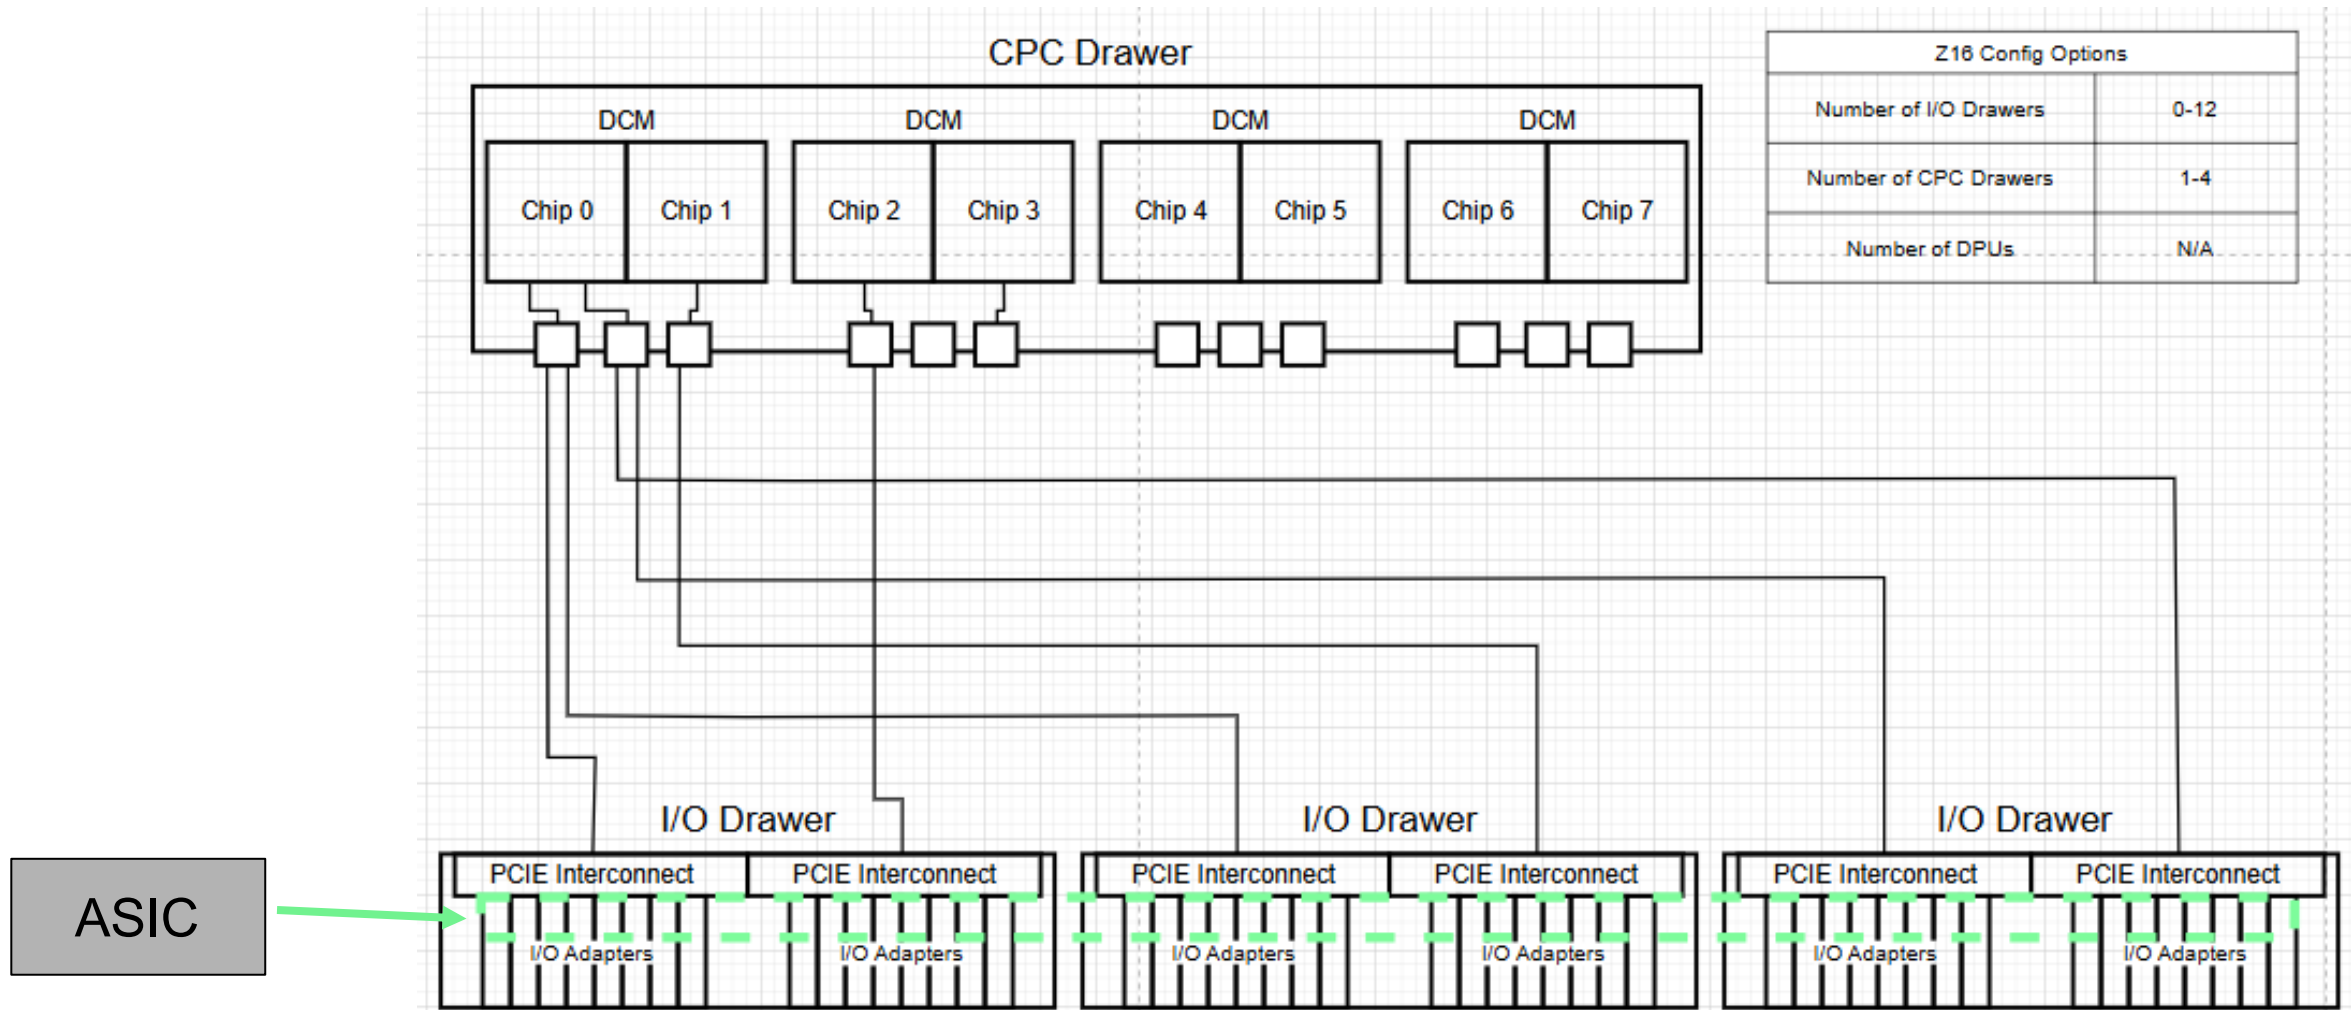 CPC Drawer
Z16 Config Options
Number of I/O Drawers 0-12
Number of CPC Drawers 1-4
Number of DPUs N/A
DCM DCM DCM DCM
Chip 0 Chip 1 Chip 2 Chip 3 Chip 4 Chip 5 Chip 6 Chip 7
I/O Drawer I/O Drawer I/O Drawer
PCIE Interconnect PCIE Interconnect PCIE Interconnect PCIE Interconnect PCIE Interconnect PCIE Interconnect
ASIC
I/O Adapters I/O Adapters I/O Adapters I/O Adapters I/O Adapters I/O Adapters